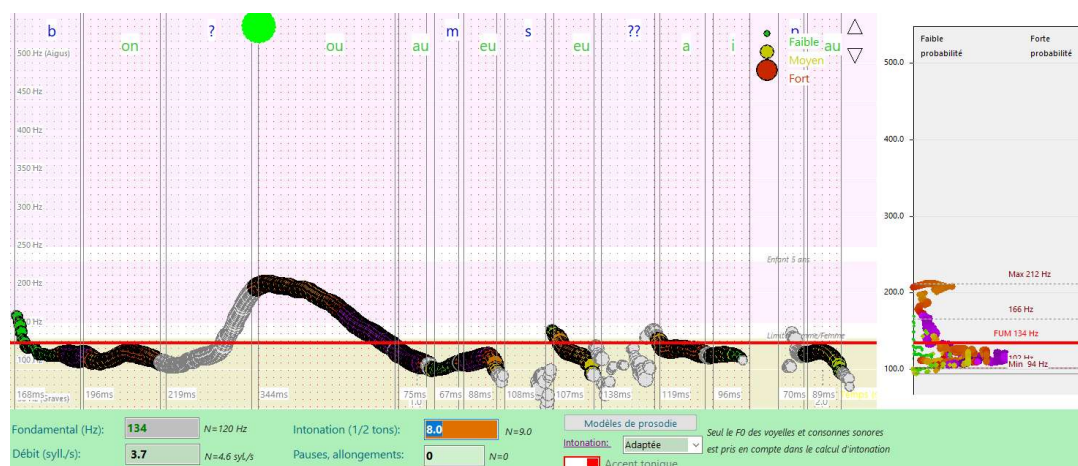 b ? m s ?? p
on ou au eu eu a i au
Faible
Moyen
Fort
500 Hz (Aigus)
450 Hz
400 Hz
350 Hz
300 Hz
250 Hz
200 Hz
100 Hz
Enfant 5 ans
168ms 196ms 219ms 344ms 75ms 67ms 88ms 108ms 107ms 138ms 119ms 96ms 70ms 89ms
Faible probabilité
Forte probabilité
500.0
400.0
300.0
200.0
100.0
Max 212 Hz
166 Hz
FUM 134 Hz
Min 94 Hz
Fondamental (Hz): 134 N=120 Hz
Débit (syll./s): 3.7 N=4.6 syl./s
Intonation (1/2 tons): 8.0 N=9.0
Pauses, allongements: 0 N=0
Modèles de prosodie
Intonation: Adaptée
Accent tonique
Seul le F0 des voyelles et consonnes sonores
est pris en compte dans le calcul d'intonation